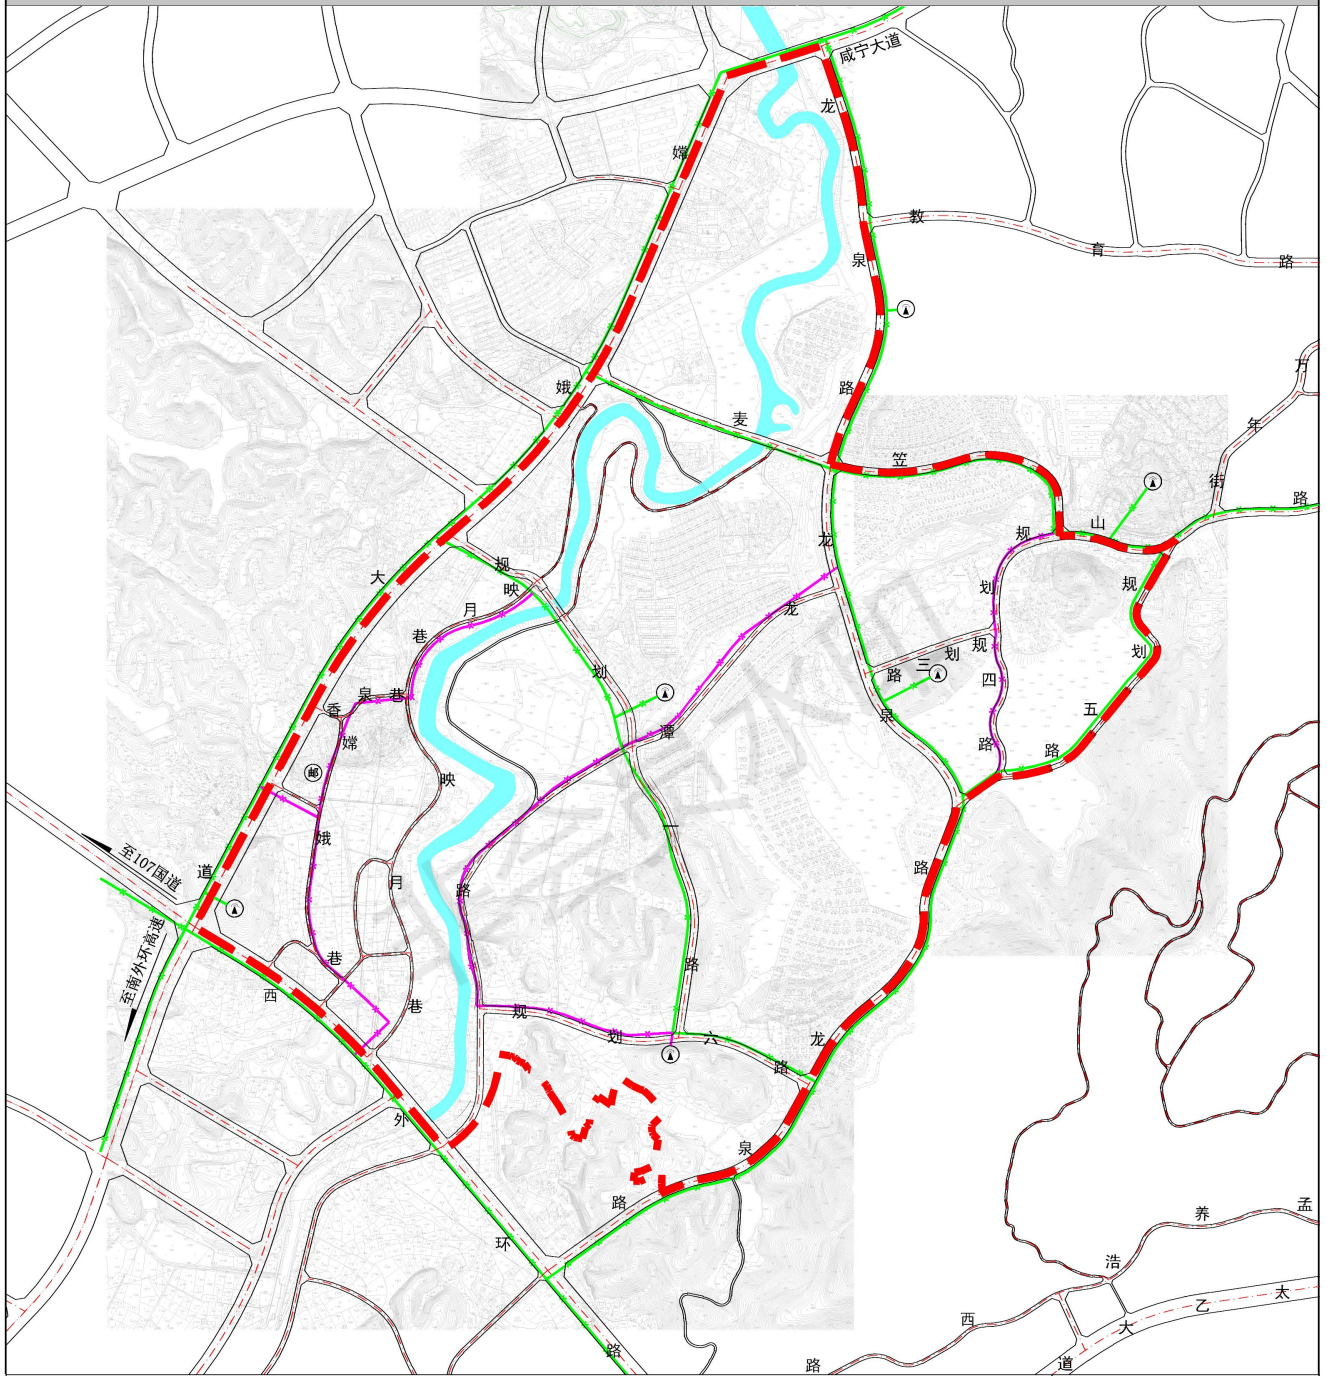 咸宁大道
嫦娥大道
龙泉路
教育路
万年街
麦笠山路
规划一路
映月巷
香泉巷
嫦娥巷
邮
映月巷
龙潭路
龙泉路
规划三路
规划四路
规划五路
至107国道
至南外环高速
西外环路
规划六路
龙泉路
孟养浩西路
太乙大道